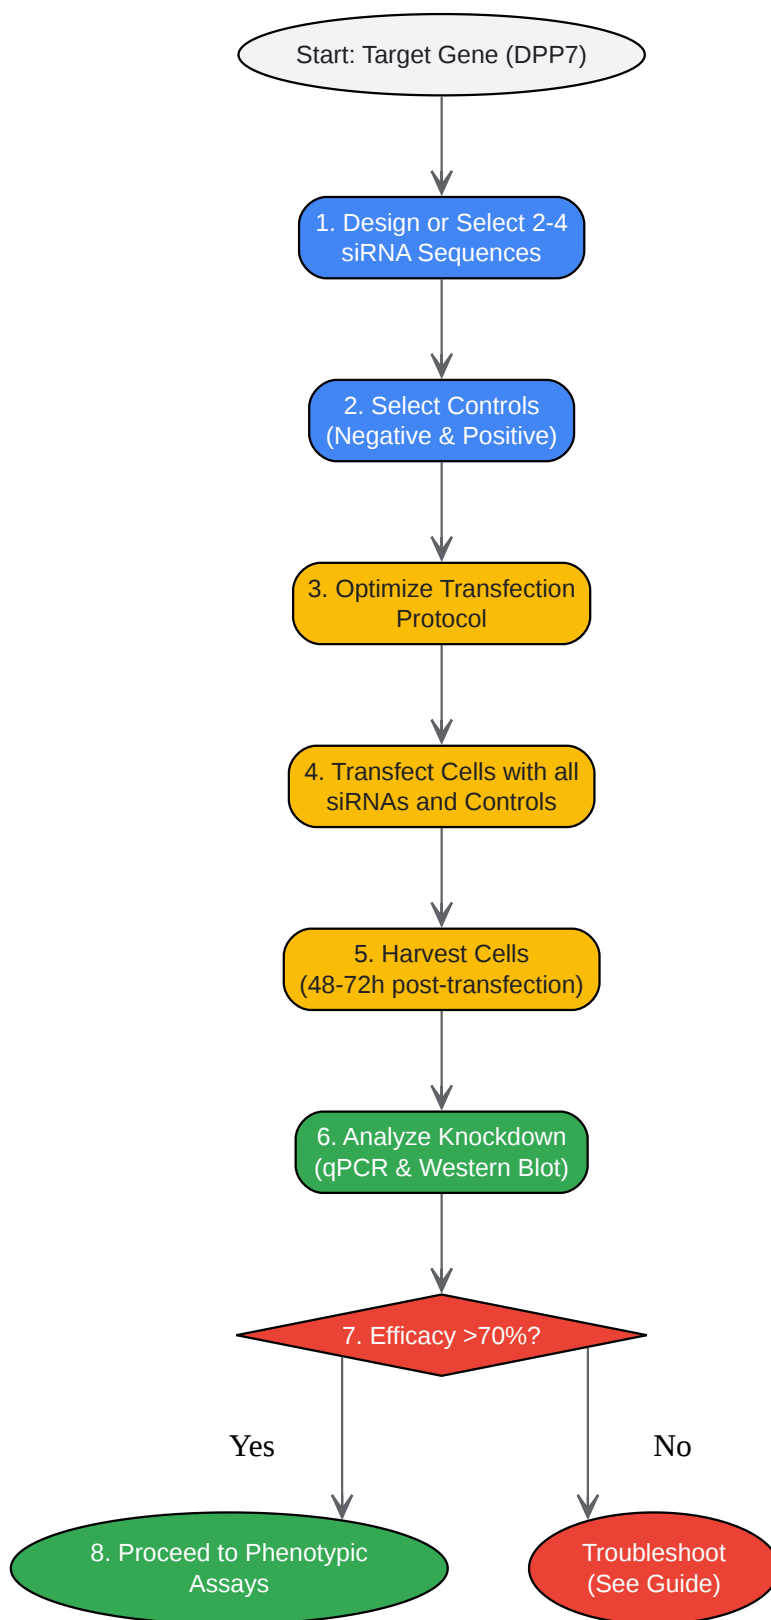 Start: Target Gene (DPP7)
1. Design or Select 2-4
siRNA Sequences
2. Select Controls
(Negative & Positive)
3. Optimize Transfection
Protocol
4. Transfect Cells with all
siRNAs and Controls
5. Harvest Cells
(48-72h post-transfection)
6. Analyze Knockdown
(qPCR & Western Blot)
7. Efficacy >70%?
Yes
No
8. Proceed to Phenotypic
Assays
Troubleshoot
(See Guide)